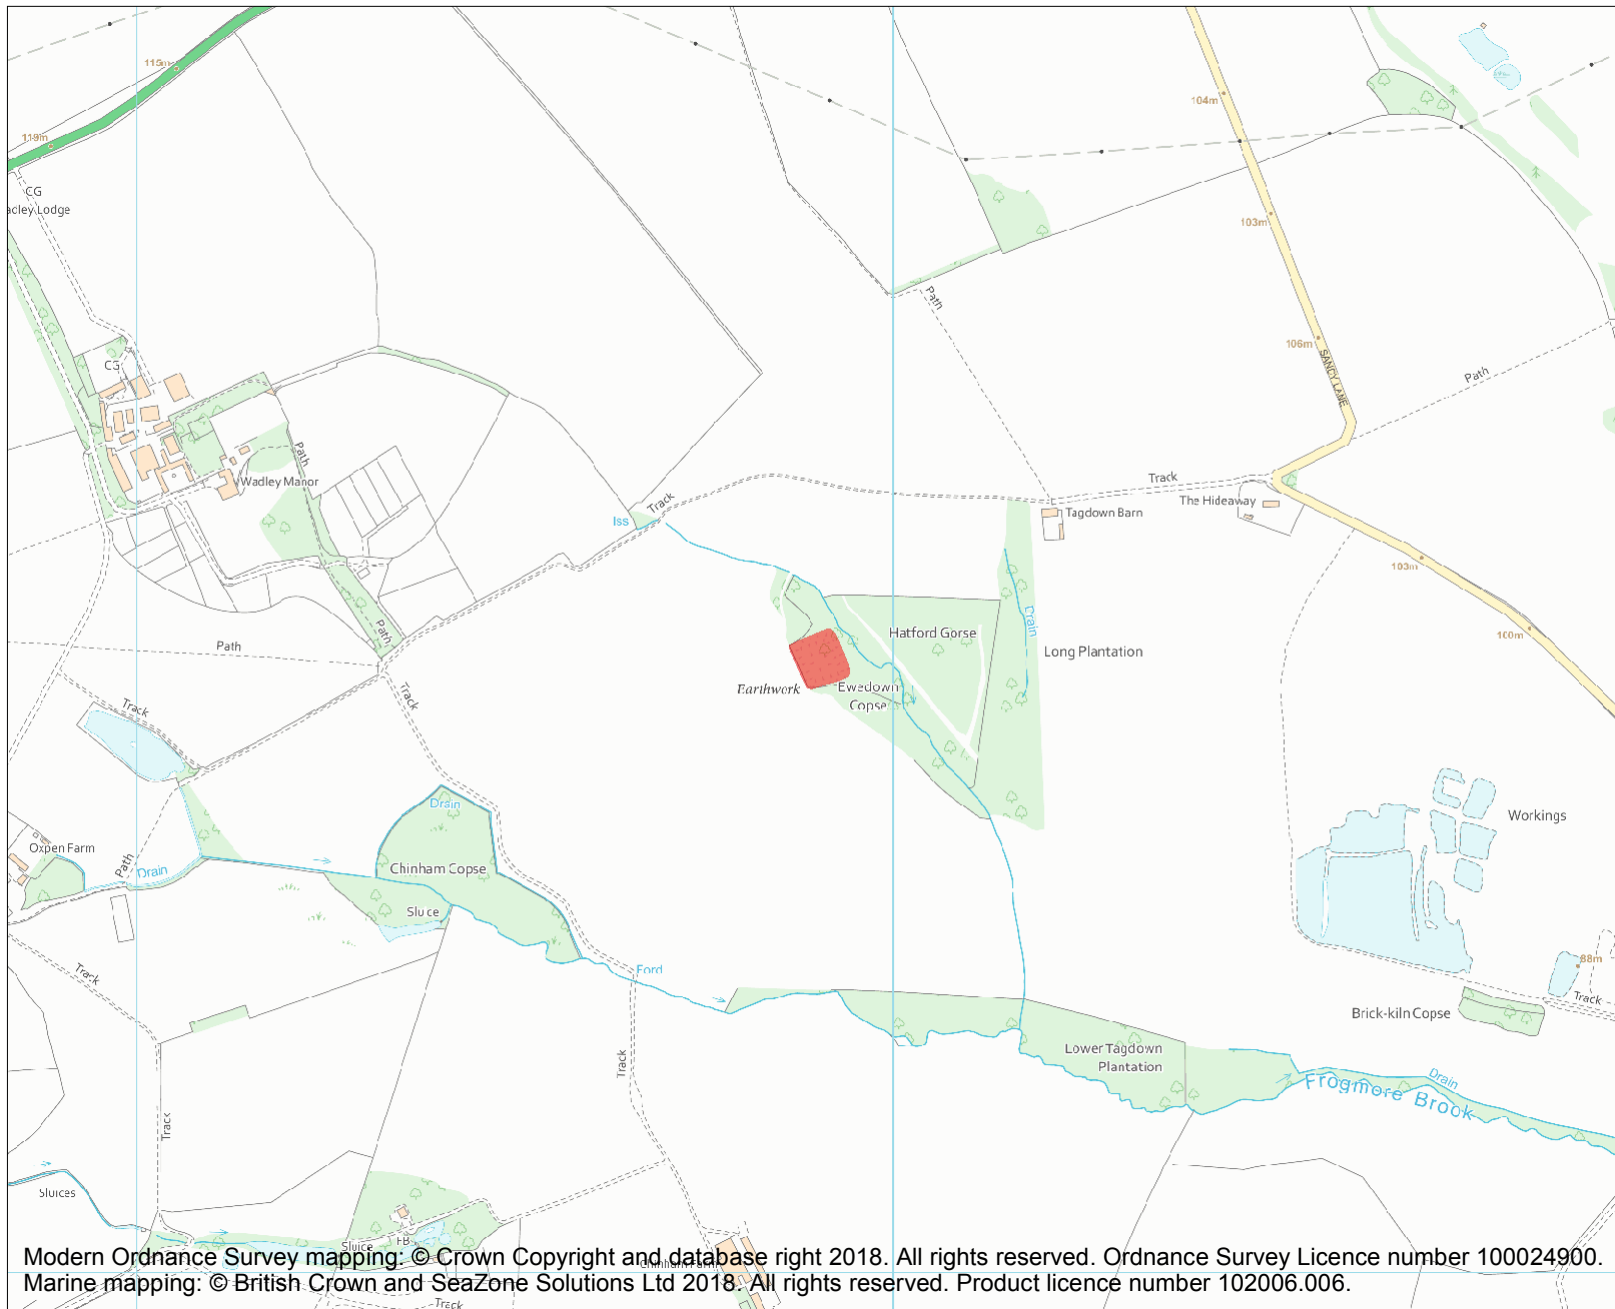 115m
104m
119m
CG
adley Lodge
103m
Path
106m
SANDY LANE
CG
Path
Path
Wadley Manor
Track
Track
The Hideaway
Tagdown Barn
Iss
103m
Drain
Hatford Gorse
100m
Path
Path
Long Plantation
Track
Earthwork
Ewedown
Copse
Track
Drain
Workings
Oxpen Farm
Path
Drain
Chinham Copse
Sluice
Ford
88m
Track
Track
Brick-kiln Copse
Lower Tagdown
Plantation
Track
Drain
Frogmore Brook
Track
Sluices
Sluice
FB
Chinham Farm
Modern Ordnance Survey mapping: © Crown Copyright and database right 2018. All rights reserved. Ordnance Survey Licence number 100024900.
Marine mapping: © British Crown and SeaZone Solutions Ltd 2018. All rights reserved. Product licence number 102006.006.
Track